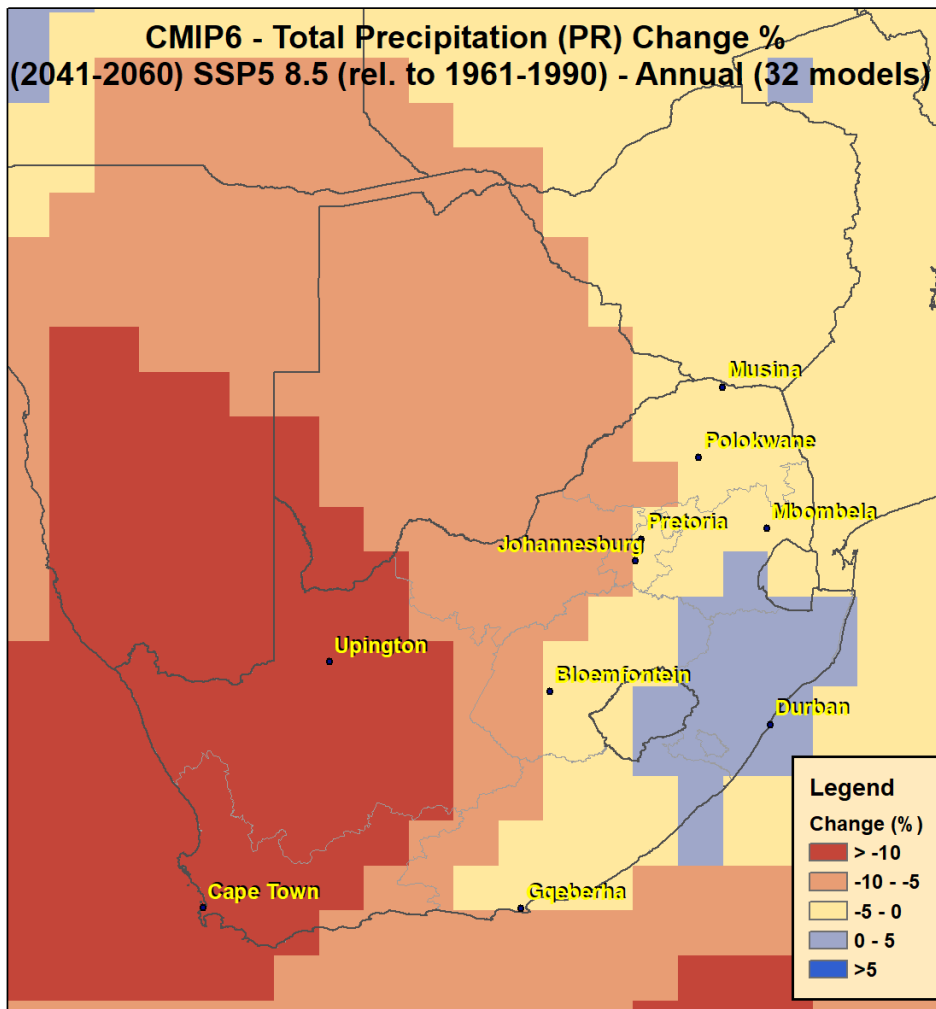 CMIP6 - Total Precipitation (PR) Change %
(2041-2060) SSP5 8.5 (rel. to 1961-1990) - Annual (32 models)
Musina
Polokwane
Mbombela
Pretoria
Johannesburg
Upington
Bloemfontein
Durban
Cape Town
Gqeberha
Legend
Change (%)
> -10
-10 - -5
-5 - 0
0 - 5
>5